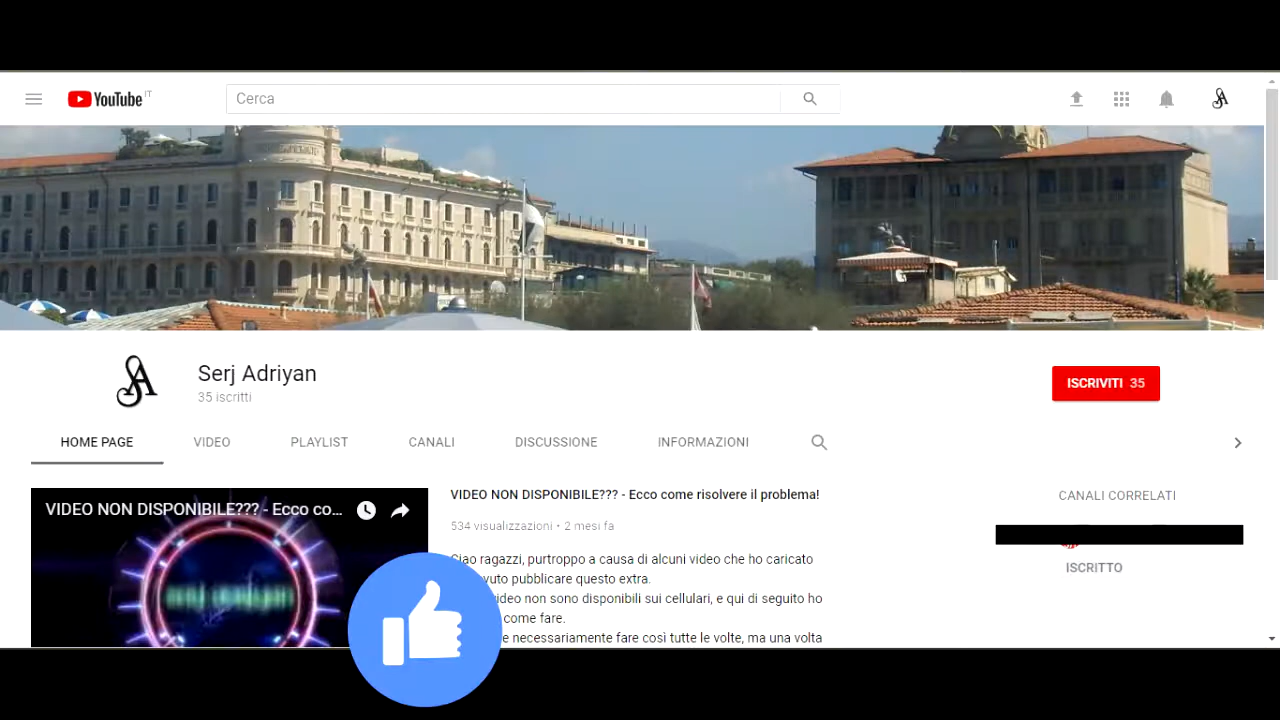 YouTube IT
Cerca
Serj Adriyan
35 iscritti
ISCRIVITI 35
HOME PAGE
VIDEO
PLAYLIST
CANALI
DISCUSSIONE
INFORMAZIONI
VIDEO NON DISPONIBILE??? - Ecco co...
VIDEO NON DISPONIBILE??? - Ecco come risolvere il problema!
534 visualizzazioni • 2 mesi fa
Ciao ragazzi, purtroppo a causa di alcuni video che ho caricato
pubblicare questo extra.
non sono disponibili sui cellulari, e qui di seguito ho
come fare.
necessariamente fare così tutte le volte, ma una volta
CANALI CORRELATI
ISCRITTO